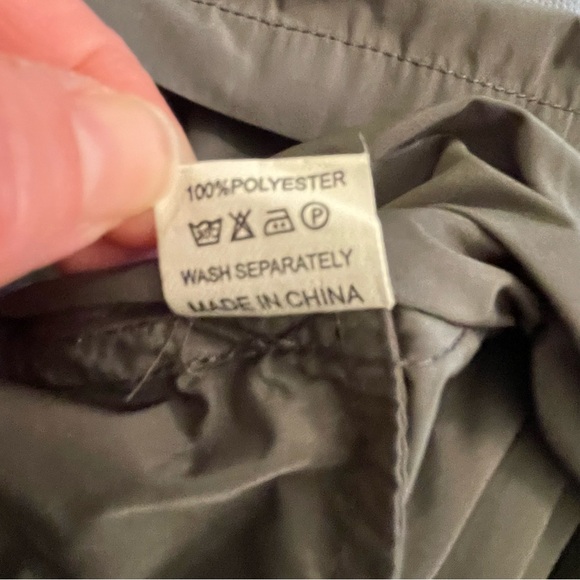 100%POLYESTER
P
WASH SEPARATELY
MADE IN CHINA